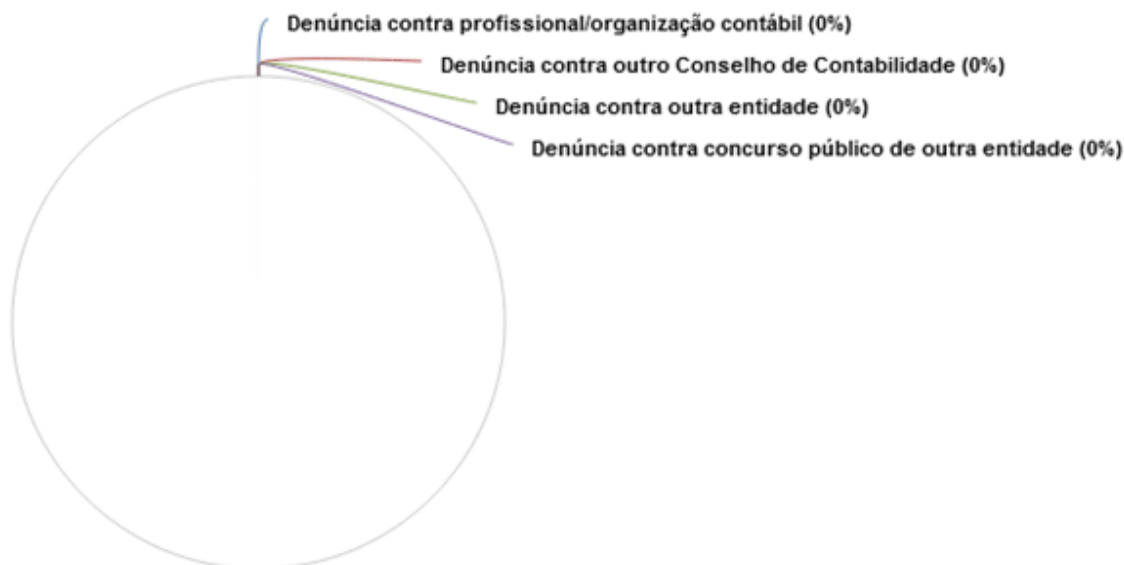 Denúncia contra profissional/organização contábil (0%)
Denúncia contra outro Conselho de Contabilidade (0%)
Denúncia contra outra entidade (0%)
Denúncia contra concurso público de outra entidade (0%)